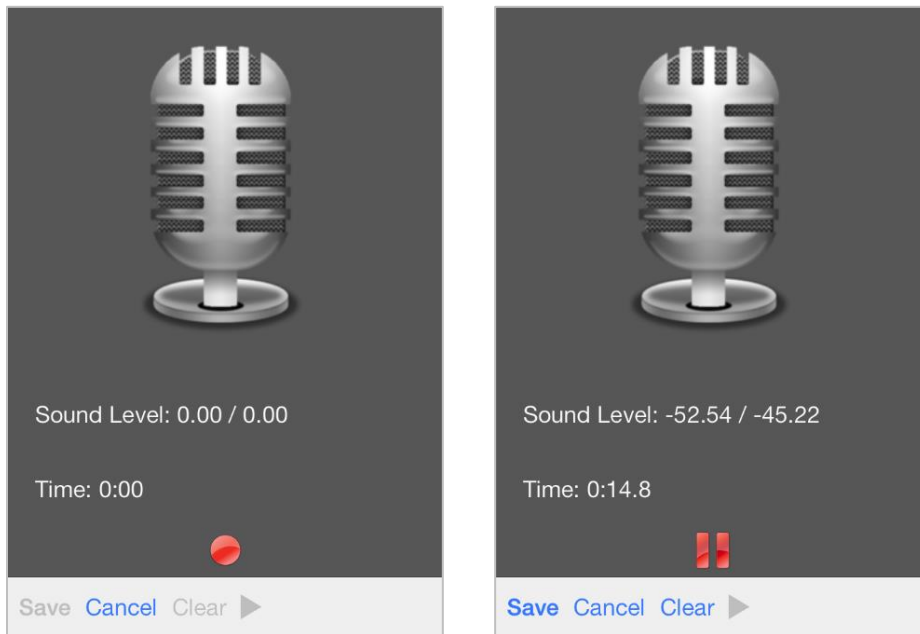 Sound Level: 0.00 / 0.00
Time: 0:00
Save Cancel Clear
Sound Level: -52.54 / -45.22
Time: 0:14.8
Save Cancel Clear